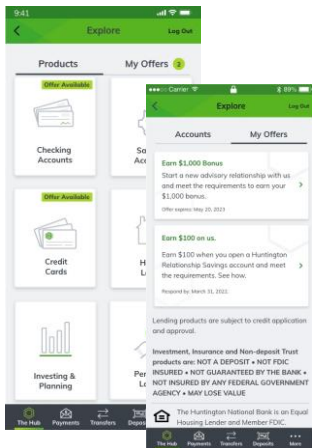 9:41
Explore
Log Out
Products
My Offers 2
Offer Available
Checking
Accounts
Offer Available
Credit
Cards
Investing &
Planning
The Hub
Payments
Transfers
Carrier
89%
Explore
Log Out
Accounts
My Offers
Earn $1,000 Bonus
Start a new advisory relationship with us
and meet the requirements to earn your
$1,000 bonus.
Offer expires: May 20, 2023
Earn $100 on us.
Earn $100 when you open a Huntington
Relationship Savings account and meet
the requirements. See how.
Respond by: March 31, 2022
Lending products are subject to credit application
and approval.
Investment, Insurance and Non-deposit Trust
products are: NOT A DEPOSIT • NOT FDIC
INSURED • NOT GUARANTEED BY THE BANK •
NOT INSURED BY ANY FEDERAL GOVERNMENT
AGENCY • MAY LOSE VALUE
The Huntington National Bank is an Equal
Housing Lender and Member FDIC.
The Hub
Payments
Transfers
Deposits
More